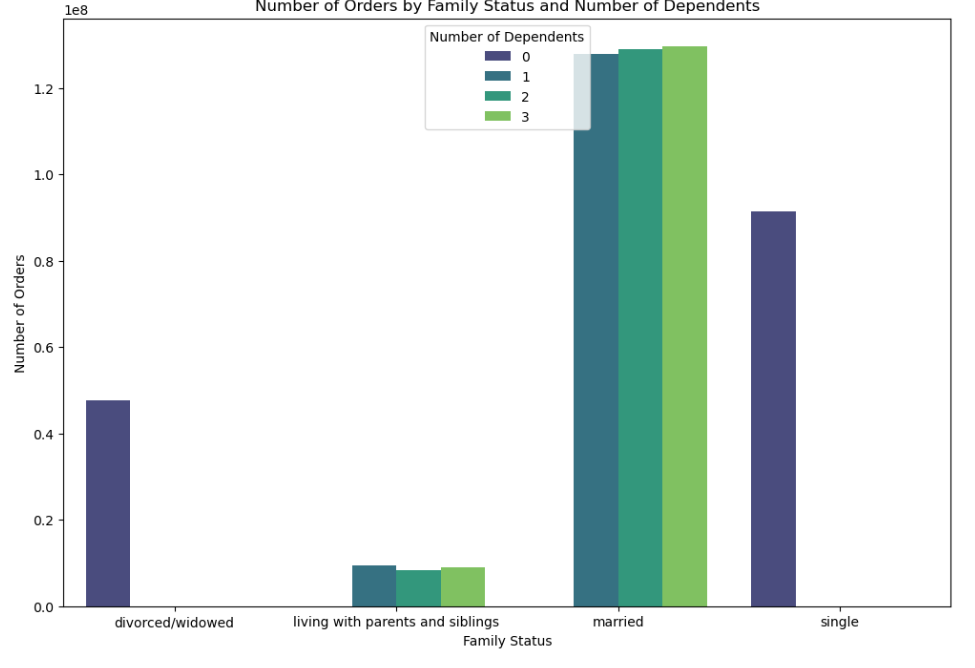 Number of Orders by Family Status and Number of Dependents
1e8
Number of Dependents
0
1
2
3
1.2
1.0
0.8
0.6
0.4
0.2
0.0
Number of Orders
divorced/widowed
living with parents and siblings
married
single
Family Status